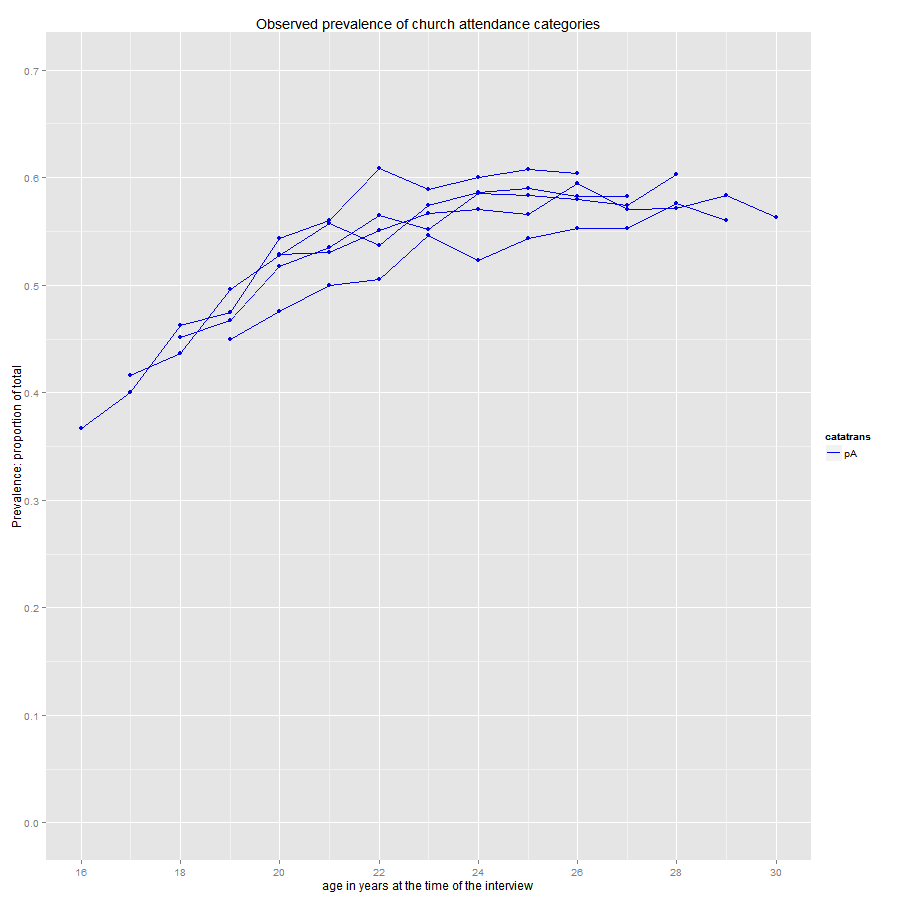 Observed prevalence of church attendance categories
Prevalence: proportion of total
0.7
0.6
0.5
0.4
0.3
0.2
0.1
0.0
16 18 20 22 24 26 28 30
age in years at the time of the interview
catatrans
pA